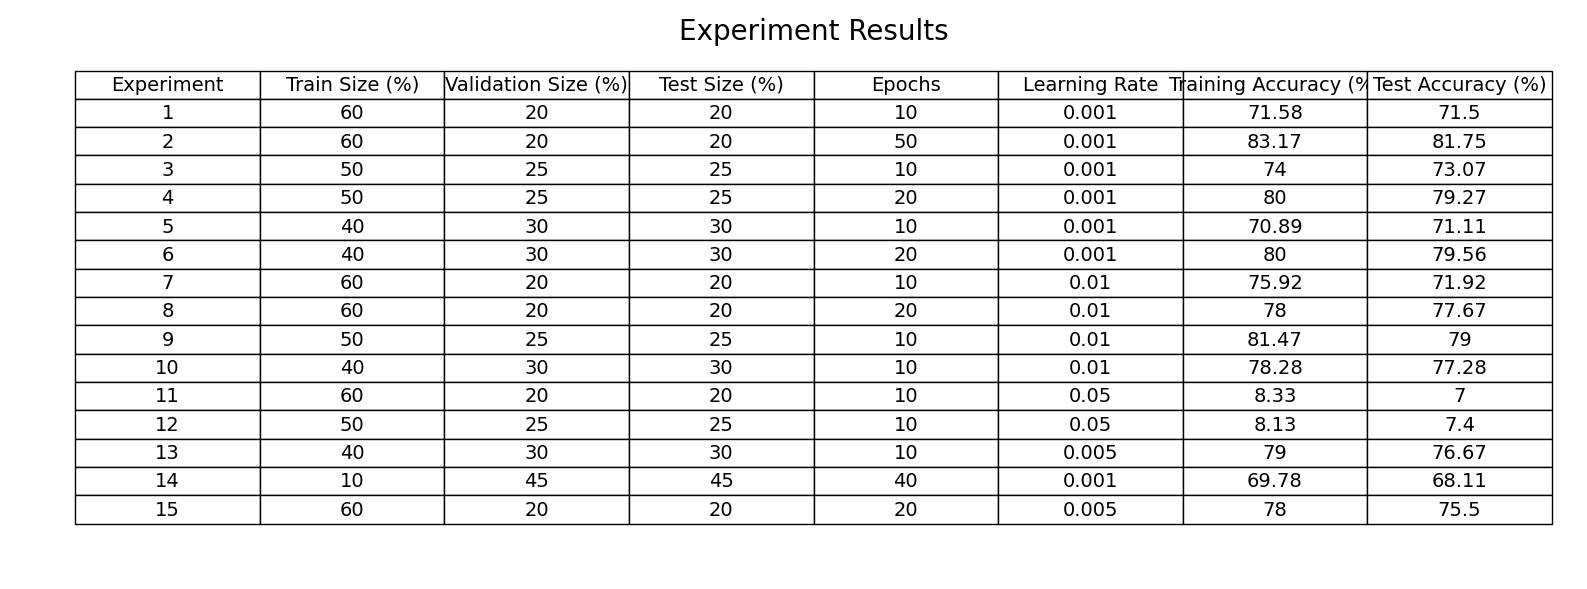 Experiment Results
Experiment Train Size (%) Validation Size (%) Test Size (%) Epochs Learning Rate Training Accuracy (% Test Accuracy (%)
1 60 20 20 10 0.001 71.58 71.5
2 60 20 20 50 0.001 83.17 81.75
3 50 25 25 10 0.001 74 73.07
4 50 25 25 20 0.001 80 79.27
5 40 30 30 10 0.001 70.89 71.11
6 40 30 30 20 0.001 80 79.56
7 60 20 20 10 0.01 75.92 71.92
8 60 20 20 20 0.01 78 77.67
9 50 25 25 10 0.01 81.47 79
10 40 30 30 10 0.01 78.28 77.28
11 60 20 20 10 0.05 8.33 7
12 50 25 25 10 0.05 8.13 7.4
13 40 30 30 10 0.005 79 76.67
14 10 45 45 40 0.001 69.78 68.11
15 60 20 20 20 0.005 78 75.5